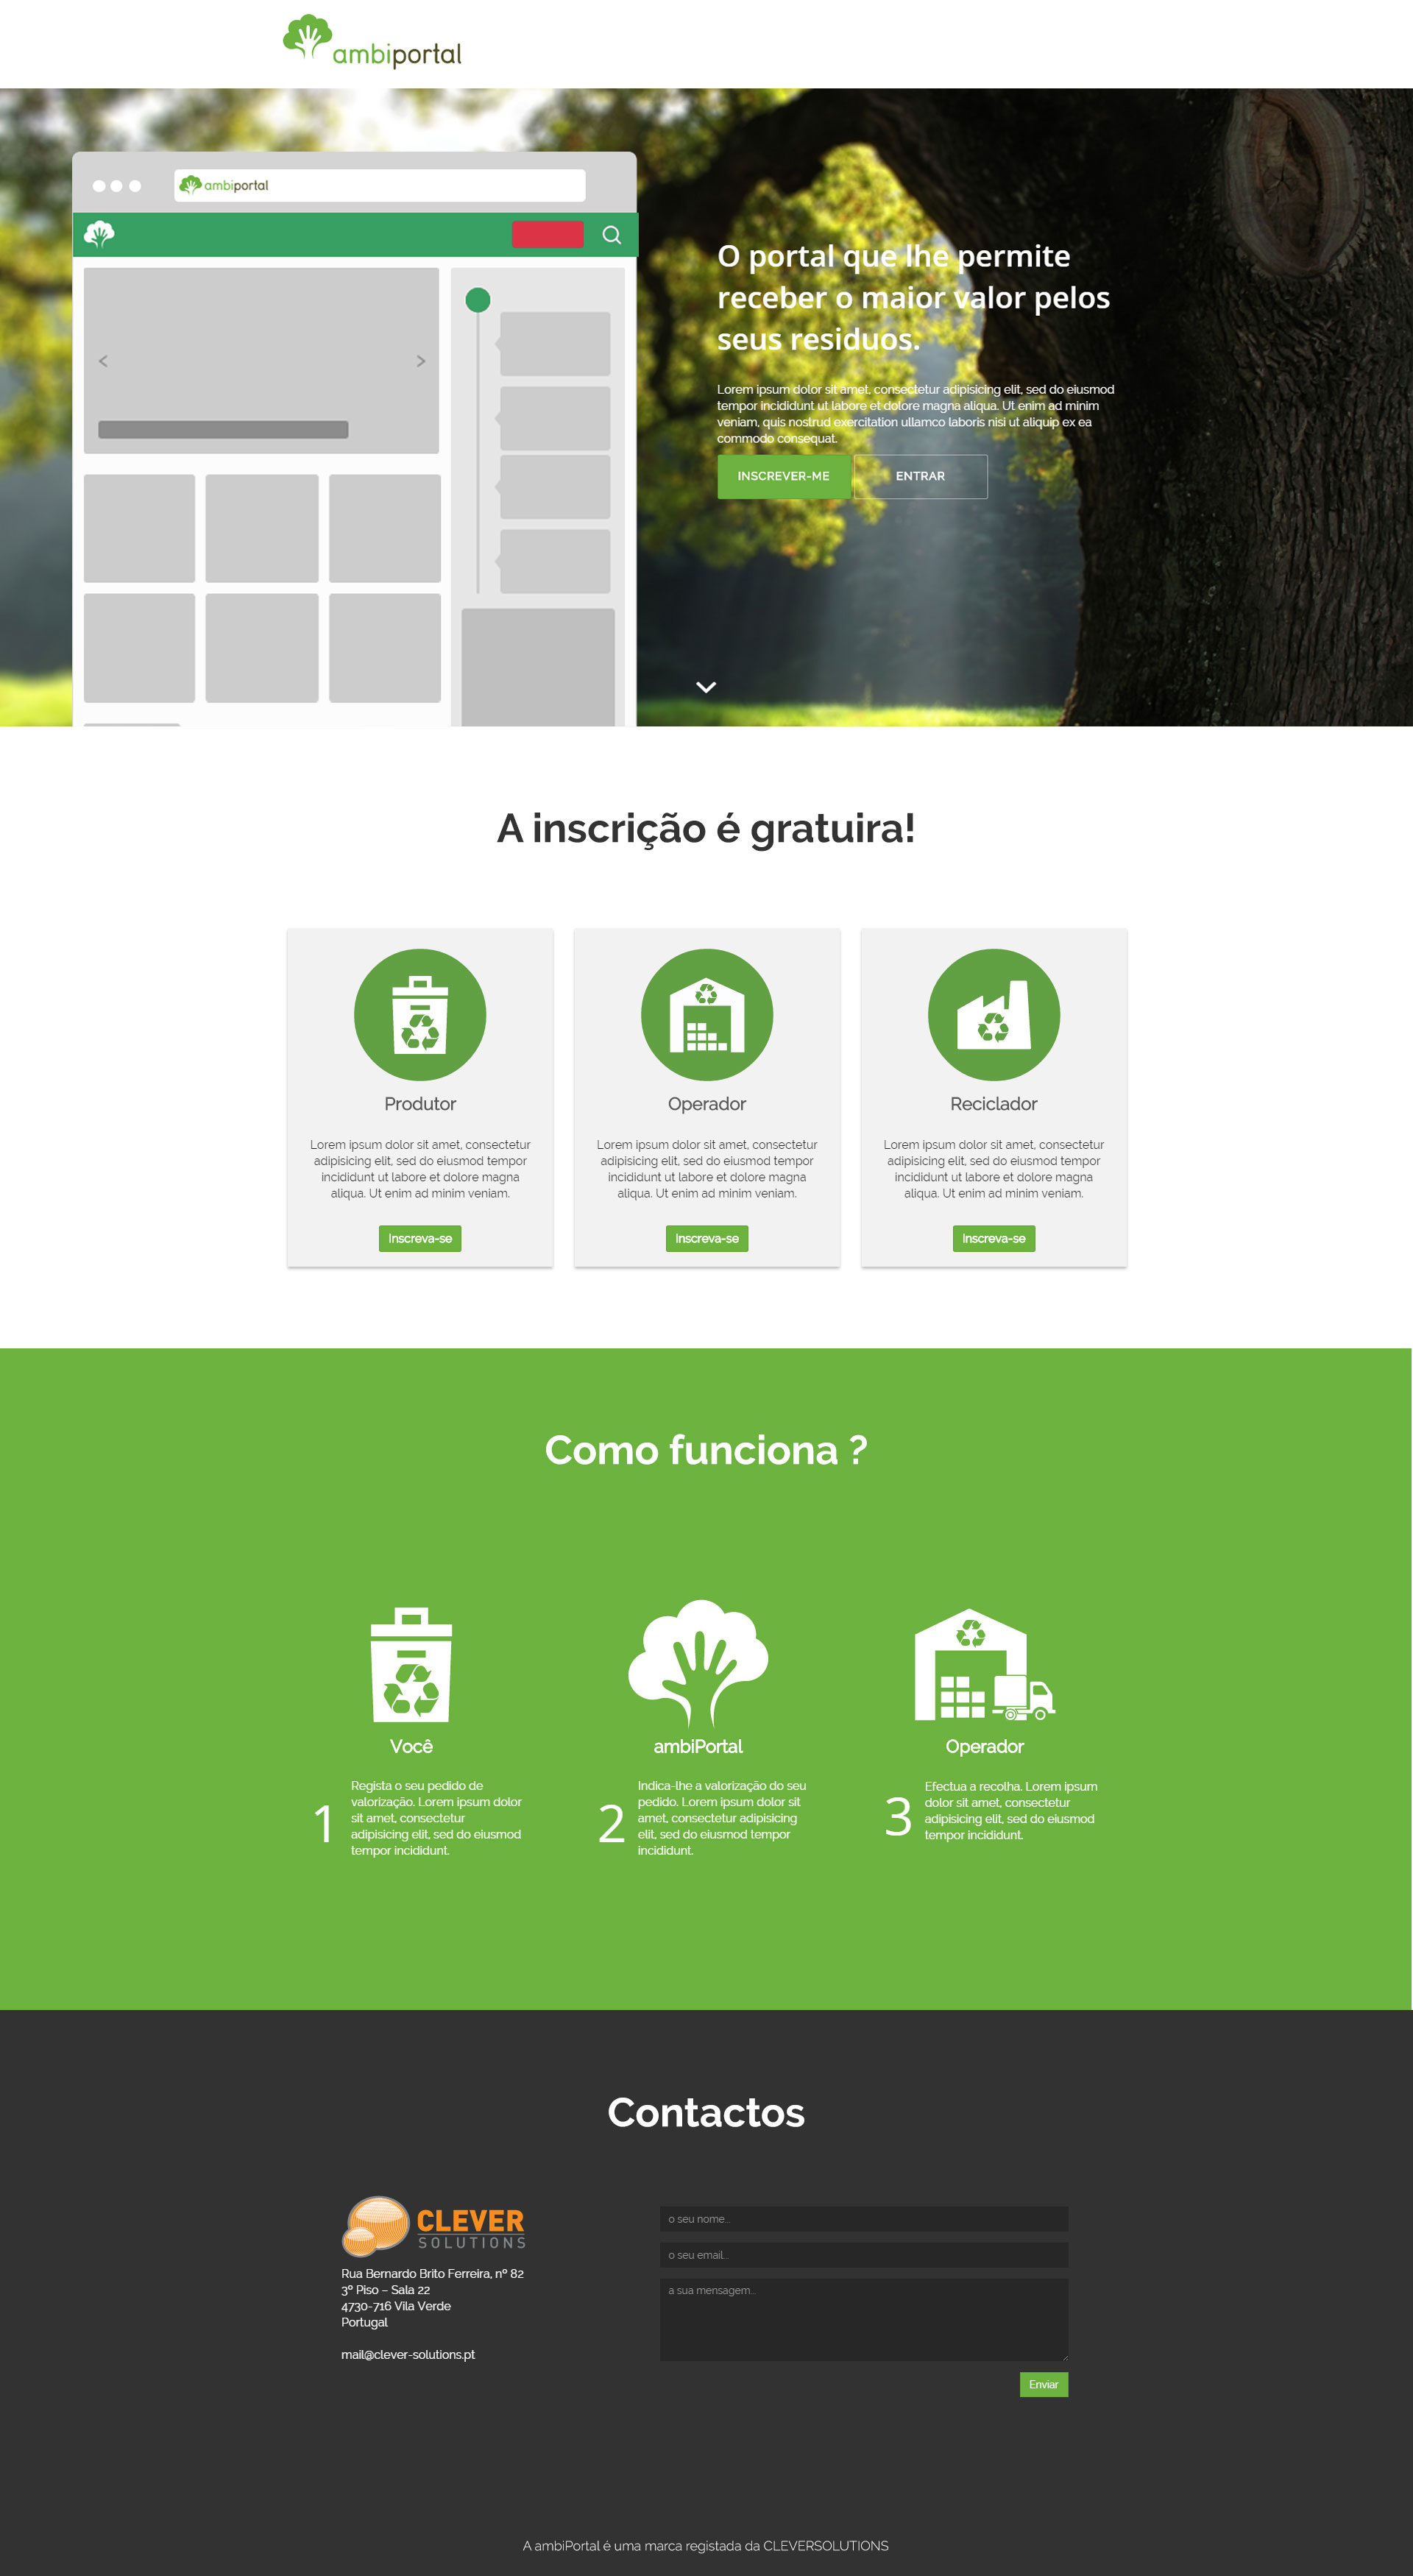 ambiportal
ambiportal
O portal que lhe permite
receber o maior valor pelos
seus residuos.
Lorem ipsum dolor sit amet, consectetur adipisicing elit, sed do eiusmod
tempor incididunt ut labore et dolore magna aliqua. Ut enim ad minim
veniam, quis nostrud exercitation ullamco laboris nisi ut aliquip ex ea
commodo consequat.
INSCREVER-ME ENTRAR
A inscrição é gratuira!
Produtor
Lorem ipsum dolor sit amet, consectetur
adipisicing elit, sed do eiusmod tempor
incididunt ut labore et dolore magna
aliqua. Ut enim ad minim veniam.
Inscreva-se
Operador
Lorem ipsum dolor sit amet, consectetur
adipisicing elit, sed do eiusmod tempor
incididunt ut labore et dolore magna
aliqua. Ut enim ad minim veniam.
Inscreva-se
Reciclador
Lorem ipsum dolor sit amet, consectetur
adipisicing elit, sed do eiusmod tempor
incididunt ut labore et dolore magna
aliqua. Ut enim ad minim veniam.
Inscreva-se
Como funciona ?
Você
1
Regista o seu pedido de
valorização. Lorem ipsum dolor
sit amet, consectetur
adipisicing elit, sed do eiusmod
tempor incididunt.
ambiPortal
2
Indica-lhe a valorização do seu
pedido. Lorem ipsum dolor sit
amet, consectetur adipisicing
elit, sed do eiusmod tempor
incididunt.
Operador
3
Efectua a recolha. Lorem ipsum
dolor sit amet, consectetur
adipisicing elit, sed do eiusmod
tempor incididunt.
Contactos
CLEVER
SOLUTIONS
Rua Bernardo Brito Ferreira, nº 82
3º Piso – Sala 22
4730-716 Vila Verde
Portugal
mail@clever-solutions.pt
o seu nome...
o seu email...
a sua mensagem...
Enviar
A ambiPortal é uma marca registada da CLEVERSOLUTIONS